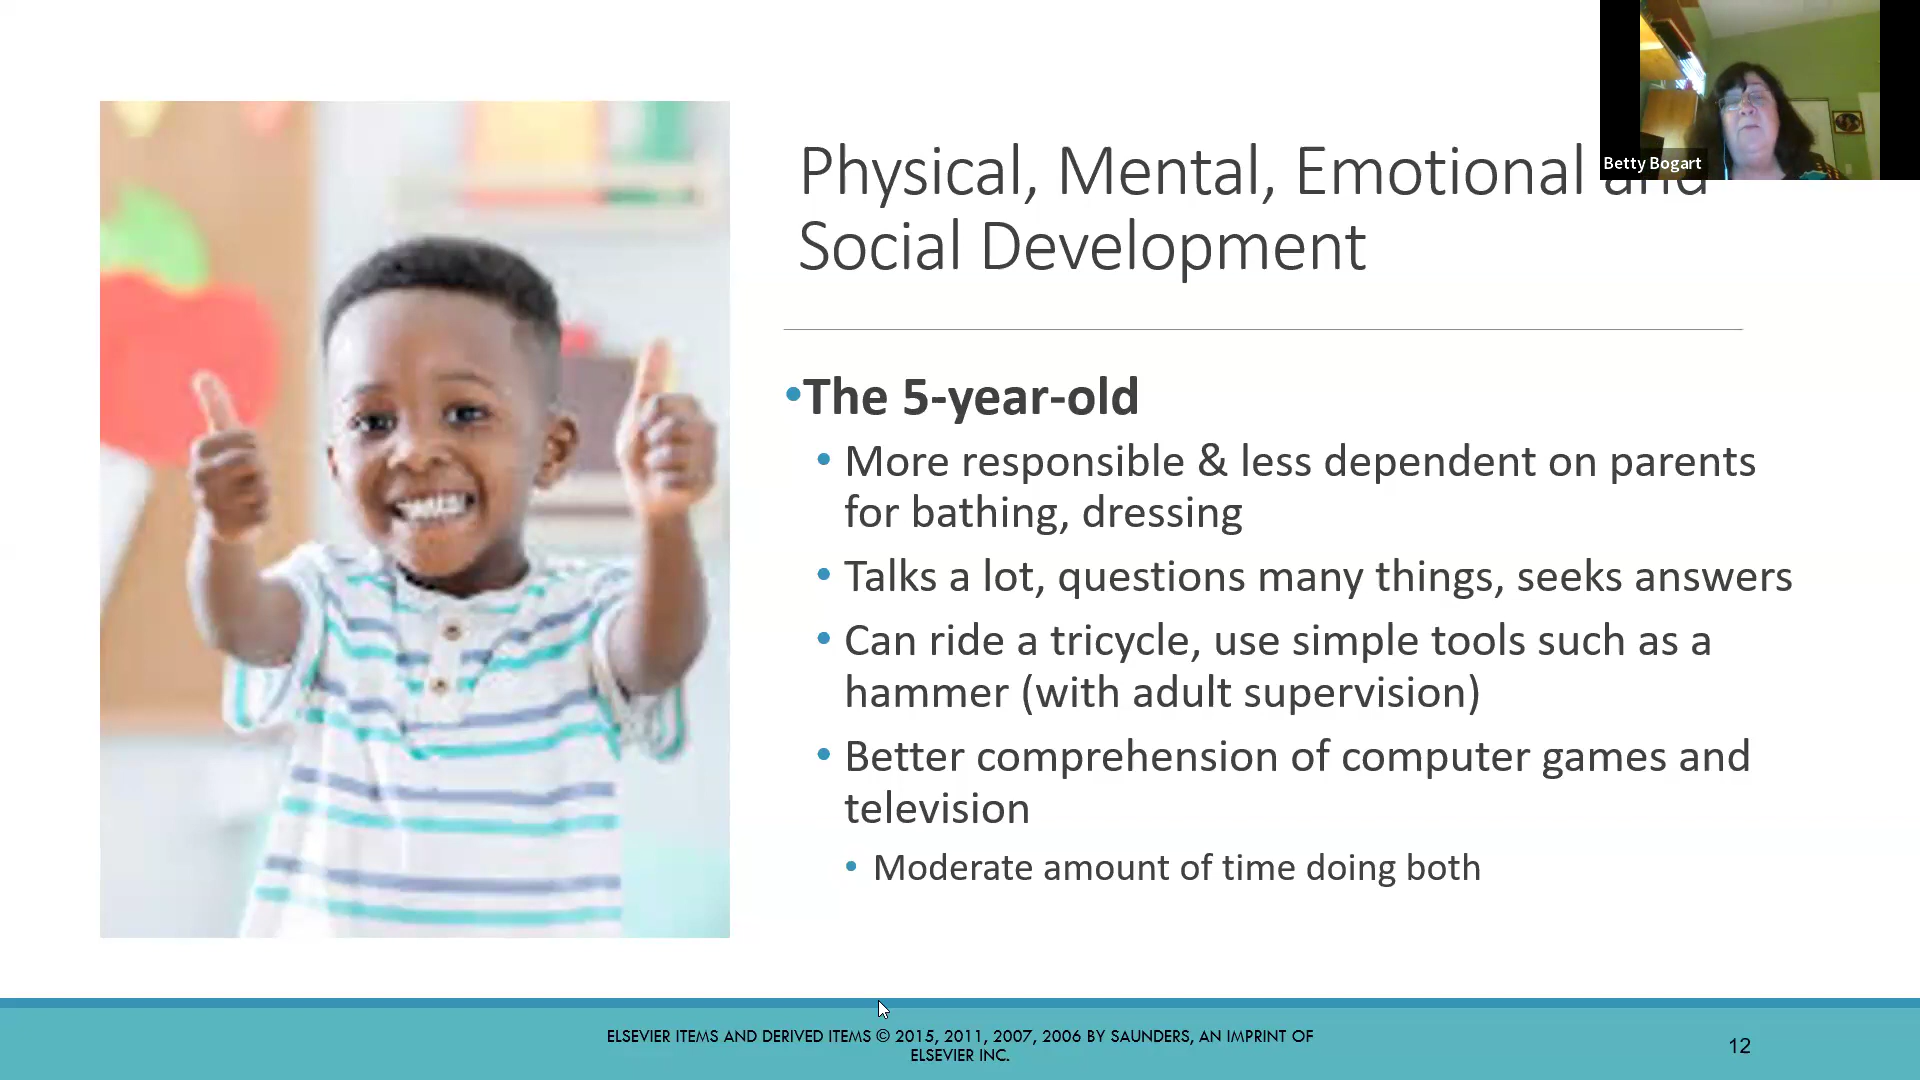 Physical, Mental, Emotional and
Social Development
Betty Bogart
•The 5-year-old
• More responsible & less dependent on parents
for bathing, dressing
• Talks a lot, questions many things, seeks answers
• Can ride a tricycle, use simple tools such as a
hammer (with adult supervision)
• Better comprehension of computer games and
television
• Moderate amount of time doing both
ELSEVIER ITEMS AND DERIVED ITEMS © 2015, 2011, 2007, 2006 BY SAUNDERS, AN IMPRINT OF
ELSEVIER INC.
12